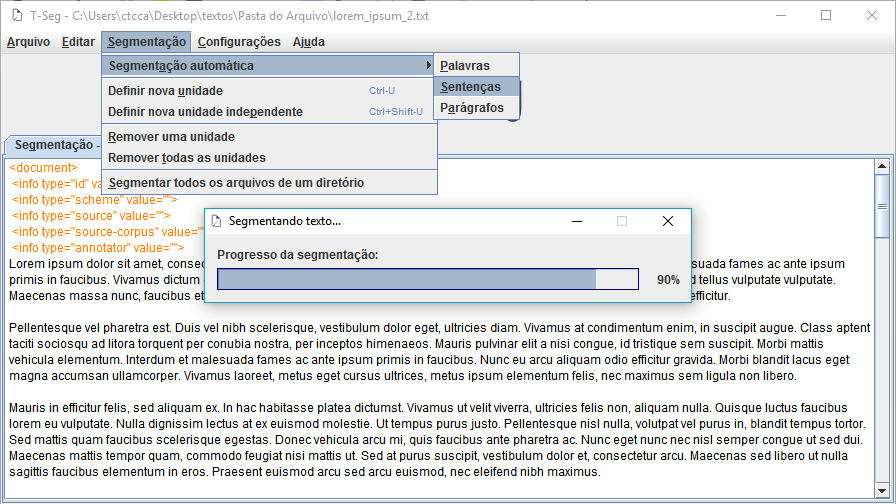 T-Seg - C:\Users\ctcca\Desktop\textos\Pasta do Arquivo\lorem_ipsum_2.txt
Arquivo Editar Segmentação Configurações Ajuda
Segmentação automática
Palavras
Definir nova unidade Ctrl-U
Sentenças
Definir nova unidade independente Ctrl+Shift-U
Parágrafos
Remover uma unidade
Segmentação -
Remover todas as unidades
<document>
<info type="id"
Segmentar todos os arquivos de um diretório
<info type="scheme" value="">
<info type="source" value="">
<info type="source-corpus"
<info type="annotator" value="">
Segmentando texto...
Progresso da segmentação:
90%
Lorem ipsum dolor sit amet, fames ac ante ipsum
primis in faucibus. Vivamus dictum tellus vulputate vulputate.
Maecenas massa nunc, faucibus et efficitur.
Pellentesque vel pharetra est. Duis vel nibh scelerisque, vestibulum dolor eget, ultricies diam. Vivamus at condimentum enim, in suscipit augue. Class aptent
taciti sociosqu ad litora torquent per conubia nostra, per inceptos himenaeos. Mauris pulvinar elit a nisi congue, id tristique sem suscipit. Morbi mattis
vehicula elementum. Interdum et malesuada fames ac ante ipsum primis in faucibus. Nunc eu arcu aliquam odio efficitur gravida. Morbi blandit lacus eget
magna accumsan ullamcorper. Vivamus laoreet, metus eget cursus ultrices, metus ipsum elementum felis, nec maximus sem ligula non libero.
Mauris in efficitur felis, sed aliquam ex. In hac habitasse platea dictumst. Vivamus ut velit viverra, ultricies felis non, aliquam nulla. Quisque luctus faucibus
lorem eu vulputate. Nulla dignissim lectus at ex euismod molestie. Ut tempus purus justo. Pellentesque nisl nulla, volutpat vel purus in, blandit tempus tortor.
Sed mattis quam faucibus scelerisque egestas. Donec vehicula arcu mi, quis faucibus ante pharetra ac. Nunc eget nunc nec nisl semper congue ut sed dui.
Maecenas mattis tempor quam, commodo feugiat nisi mattis ut. Sed at purus suscipit, vestibulum dolor et, consectetur arcu. Maecenas sed libero ut nulla
sagittis faucibus elementum in eros. Praesent euismod arcu sed arcu euismod, nec eleifend nibh maximus.